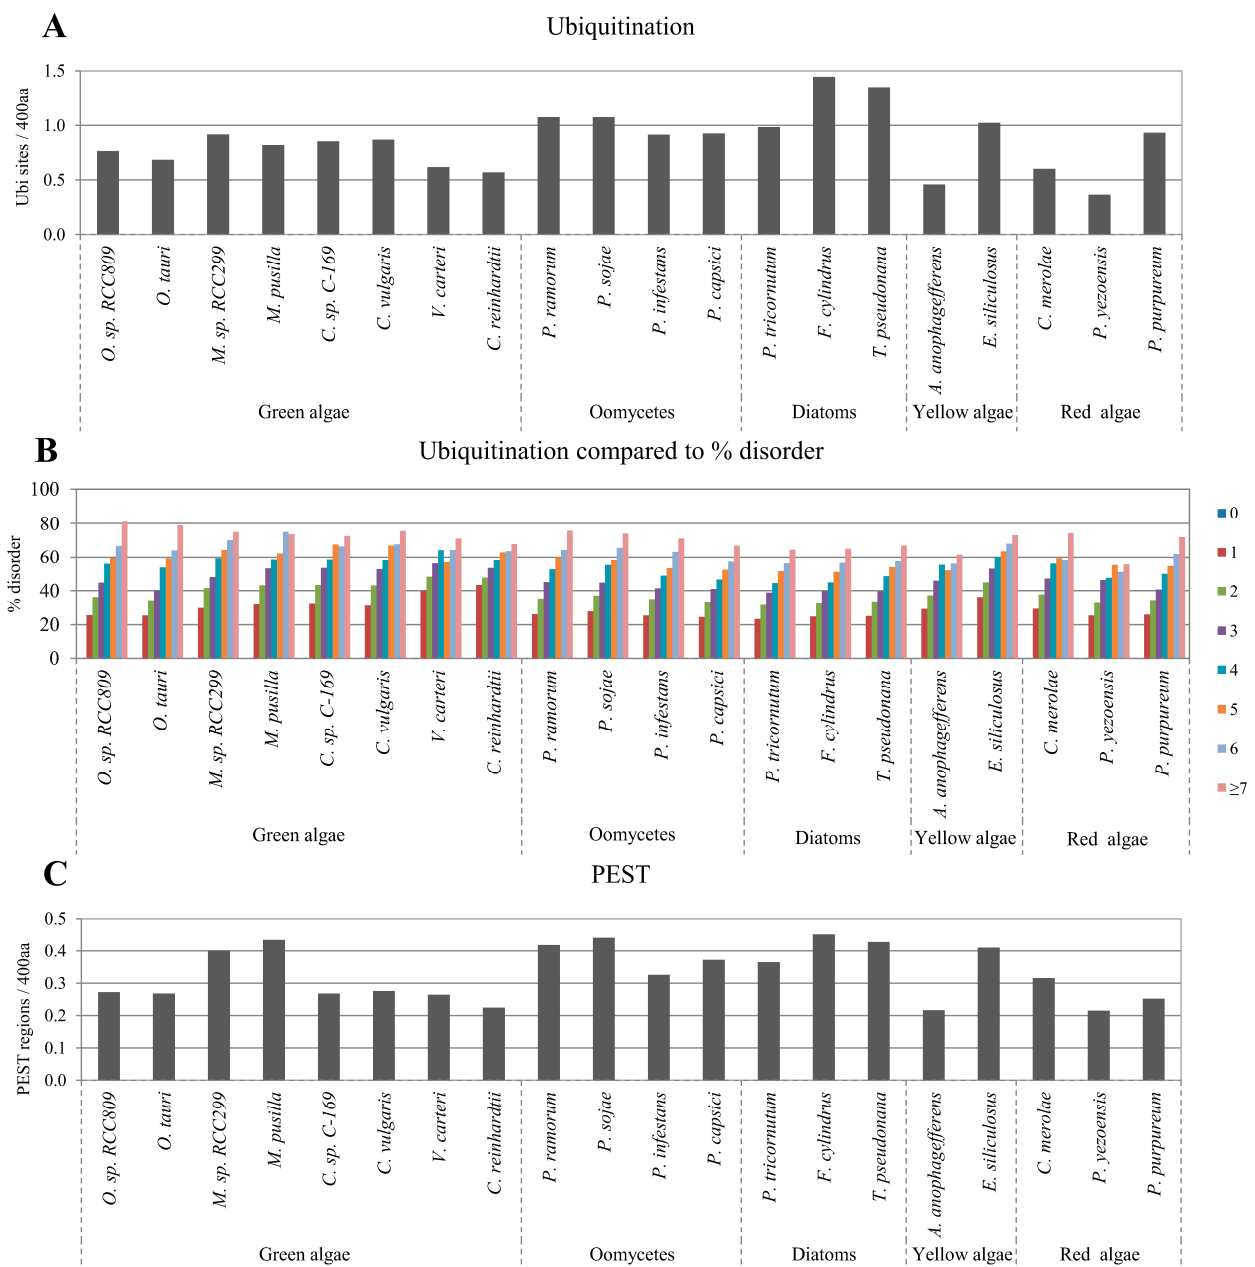 A
Ubiquitination
Ubi sites / 400aa
1.5
1.0
0.5
0.0
O. sp. RCC809
O. tauri
M. sp. RCC299
M. pusilla
C. sp. C-169
C. vulgaris
V. carteri
C. reinhardtii
P. ramorum
P. sojae
P. infestans
P. capsici
P. tricornutum
F. cylindrus
T. pseudonana
A. anophagefferens
E. siliculosus
C. merolae
P. yezoensis
P. purpureum
Green algae
Oomycetes
Diatoms
Yellow algae
Red algae
B
Ubiquitination compared to % disorder
% disorder
100
80
60
40
20
0
O. sp. RCC809
O. tauri
M. sp. RCC299
M. pusilla
C. sp. C-169
C. vulgaris
V. carteri
C. reinhardtii
P. ramorum
P. sojae
P. infestans
P. capsici
P. tricornutum
F. cylindrus
T. pseudonana
A. anophagefferens
E. siliculosus
C. merolae
P. yezoensis
P. purpureum
Green algae
Oomycetes
Diatoms
Yellow algae
Red algae
0
1
2
3
4
5
6
≥7
C
PEST
PEST regions / 400aa
0.5
0.4
0.3
0.2
0.1
0.0
O. sp. RCC809
O. tauri
M. sp. RCC299
M. pusilla
C. sp. C-169
C. vulgaris
V. carteri
C. reinhardtii
P. ramorum
P. sojae
P. infestans
P. capsici
P. tricornutum
F. cylindrus
T. pseudonana
A. anophagefferens
E. siliculosus
C. merolae
P. yezoensis
P. purpureum
Green algae
Oomycetes
Diatoms
Yellow algae
Red algae